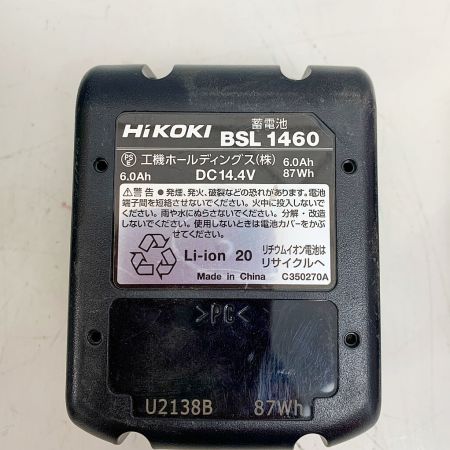 HiKOKI 蓄電池 BSL 1460
PS E 工機ホールディングス(株) 6.0Ah
6.0Ah DC14.4V 87Wh
⚠警告 ●発煙、発火、破裂などの恐れがあります。電池
端子間を短絡させないでください。火中に投入しないで
ください。雨や水にぬらさないでください。分解・改造
しないでください。使用しないときは電池カバーをかぶ
せてください。
Li-ion 20 リチウムイオン電池は
リサイクルへ
Made in China C350270A
>PC<
U2138B 87Wh